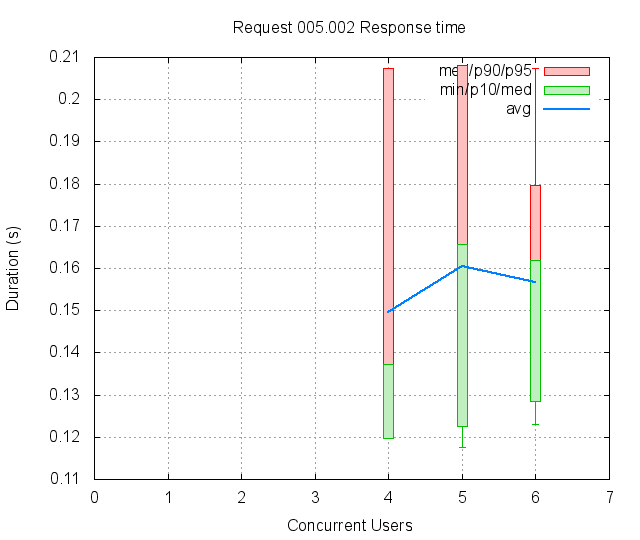 Request 005.002 Response time
med/p90/p95
min/p10/med
avg
0.21
0.2
0.19
0.18
0.17
0.16
0.15
0.14
0.13
0.12
0.11
Duration (s)
0 1 2 3 4 5 6 7
Concurrent Users